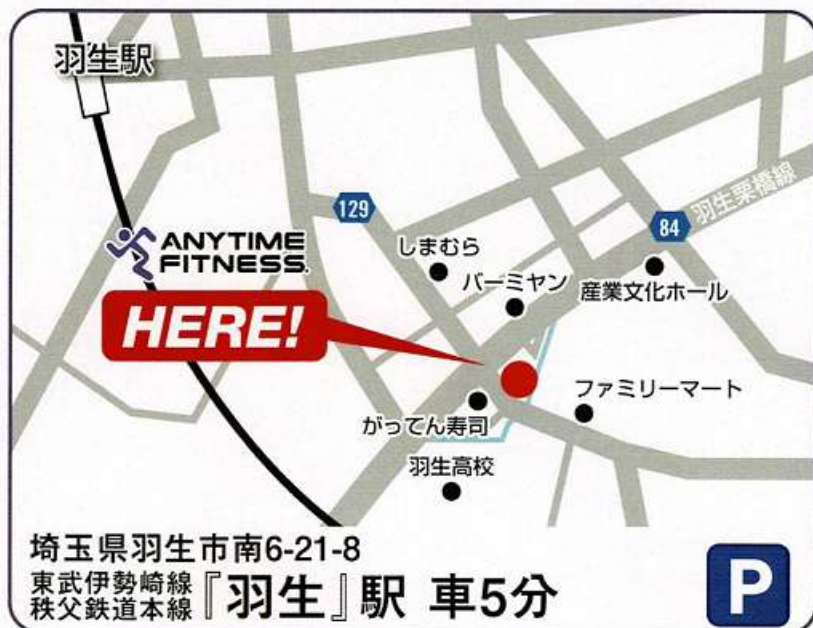 羽生駅
129
羽生栗橋線
84
ANYTIME
FITNESS.
しまむら
バーミヤン
産業文化ホール
HERE!
ファミリーマート
がってん寿司
羽生高校
埼玉県羽生市南6-21-8
東武伊勢崎線
秩父鉄道本線『羽生』駅 車5分
P